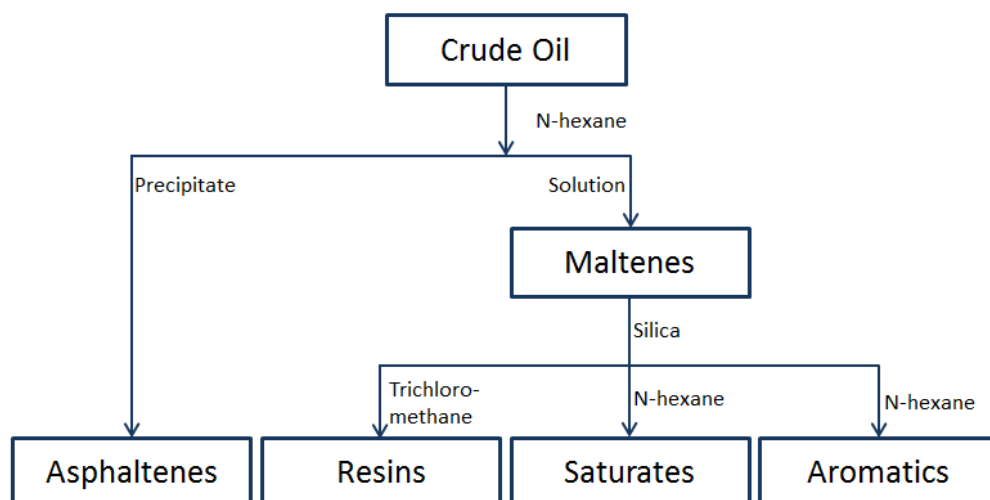 Crude Oil
N-hexane
Precipitate
Solution
Maltenes
Silica
Trichloro-
methane
N-hexane
N-hexane
Asphaltenes
Resins
Saturates
Aromatics